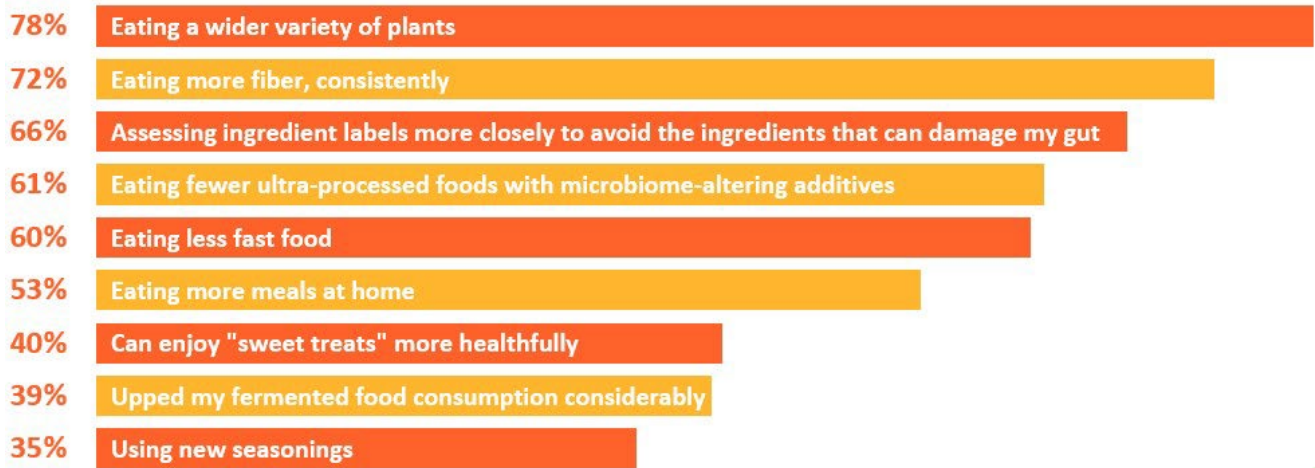 78% Eating a wider variety of plants
72% Eating more fiber, consistently
66% Assessing ingredient labels more closely to avoid the ingredients that can damage my gut
61% Eating fewer ultra-processed foods with microbiome-altering additives
60% Eating less fast food
53% Eating more meals at home
40% Can enjoy "sweet treats" more healthfully
39% Upped my fermented food consumption considerably
35% Using new seasonings